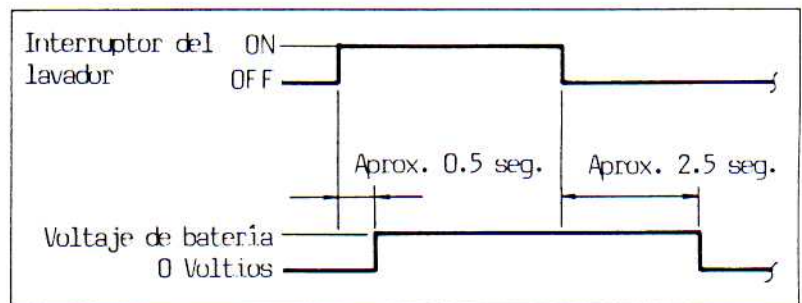 Interruptor del ON
lavador OFF
Aprox. 0.5 seg. Aprox. 2.5 seg.
Voltaje de batería
0 Voltios